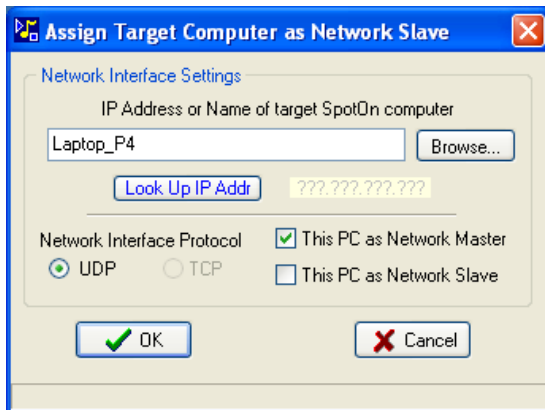 Assign Target Computer as Network Slave
Network Interface Settings
IP Address or Name of target SpotOn computer
Laptop_P4
Browse...
Look Up IP Addr
???.???.???.???
Network Interface Protocol
This PC as Network Master
UDP
TCP
This PC as Network Slave
OK
Cancel